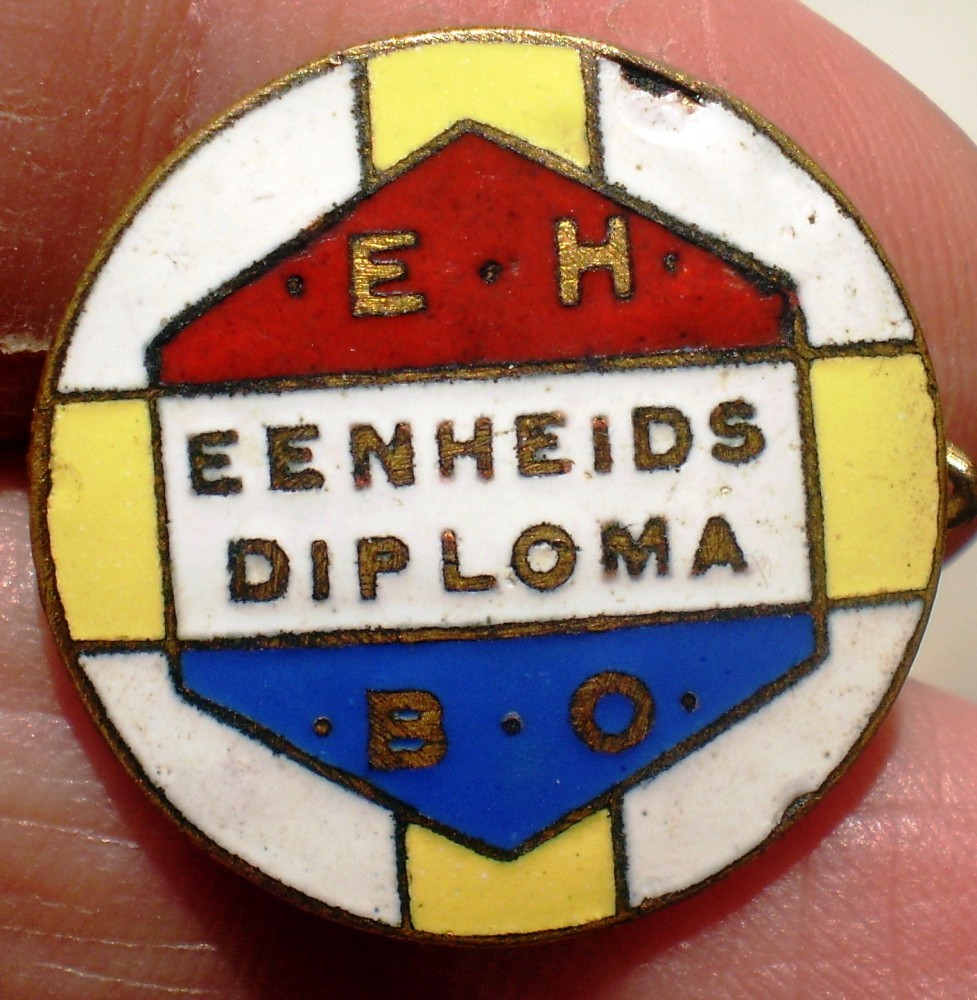 · E · H ·
EENHEIDS
DIPLOMA
· B · O ·